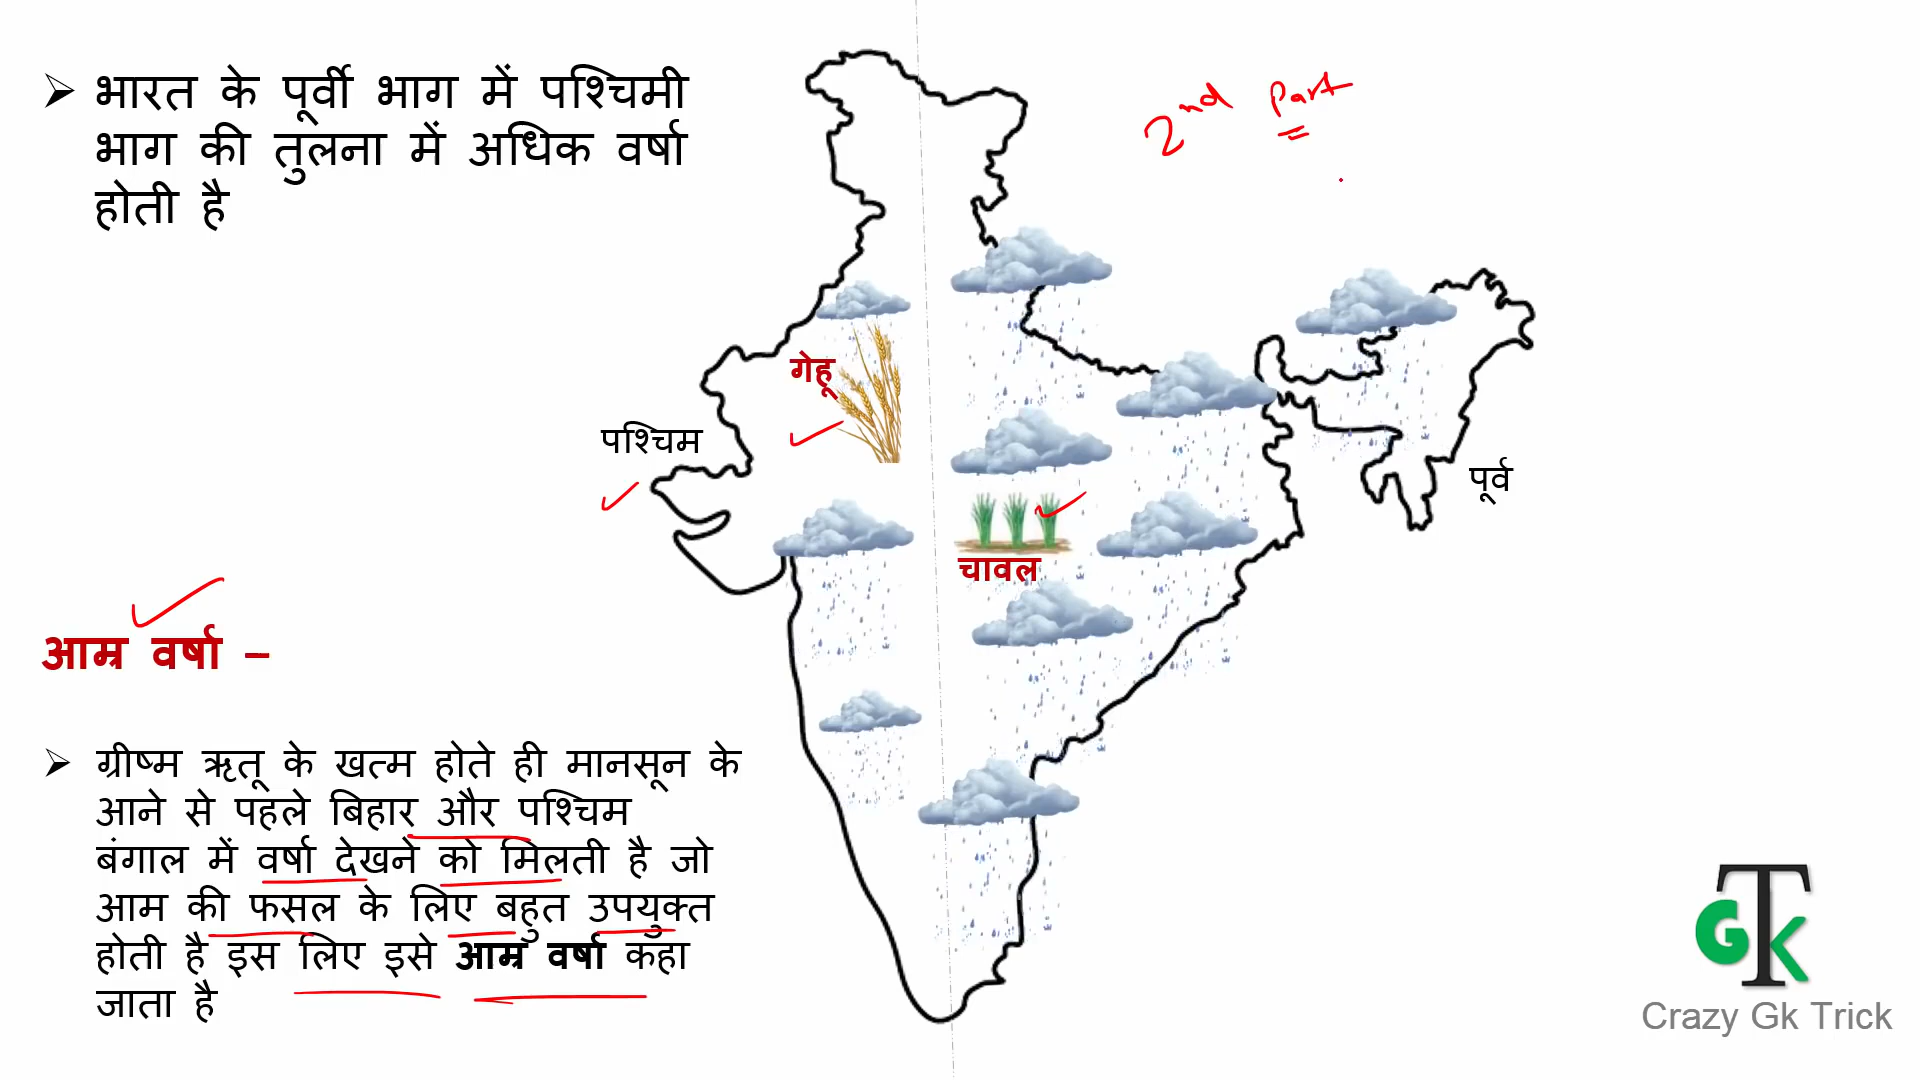 भारत के पूर्वी भाग में पश्चिमी
भाग की तुलना में अधिक वर्षा
होती है
2nd Part
गेहू
पश्चिम
पूर्व
चावल
आम्र वर्षा –
ग्रीष्म ऋतू के खत्म होते ही मानसून के
आने से पहले बिहार और पश्चिम
बंगाल में वर्षा देखने को मिलती है जो
आम की फसल के लिए बहुत उपयुक्त
होती है इस लिए इसे आम्र वर्षा कहा
जाता है
GTK
Crazy Gk Trick